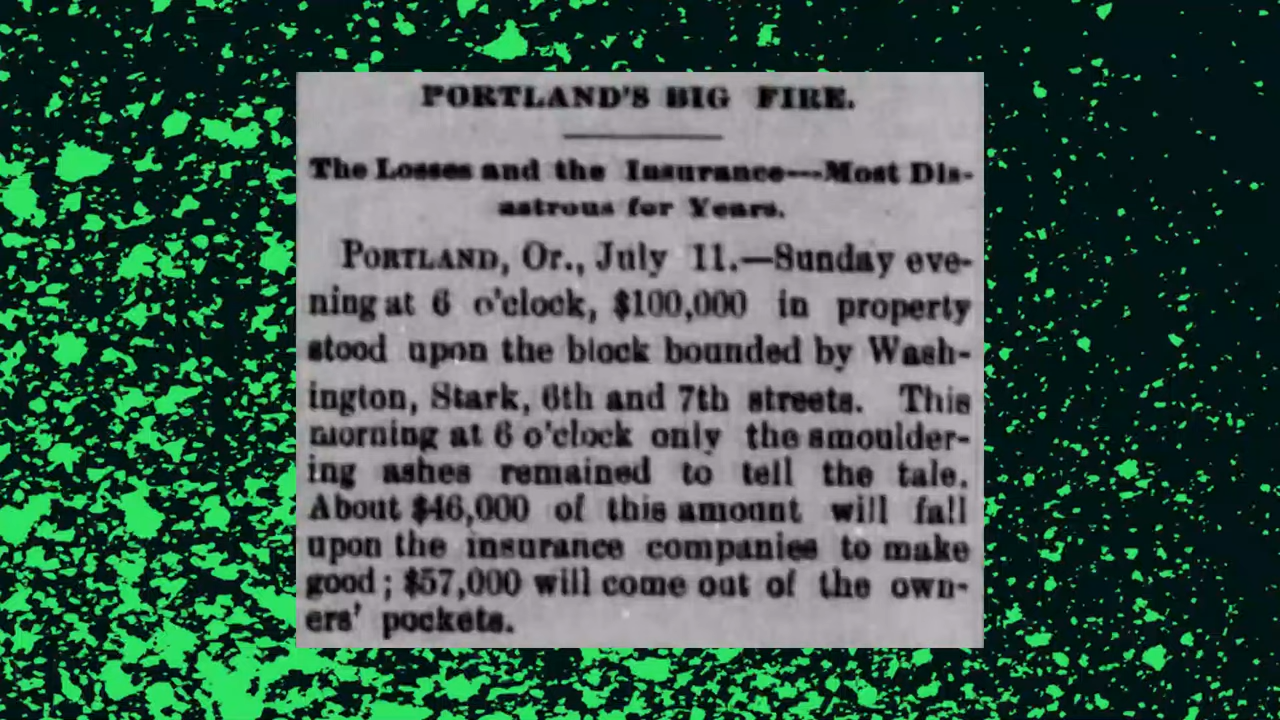 PORTLAND'S BIG FIRE.
The Losses and the Insurance—Most Dis-
astrous for Years.
PORTLAND, Or., July 11.—Sunday eve-
ning at 6 o'clock, $100,000 in property
stood upon the block bounded by Wash-
ington, Stark, 6th and 7th streets. This
morning at 6 o'clock only the smoulder-
ing ashes remained to tell the tale.
About $46,000 of this amount will fall
upon the insurance companies to make
good; $57,000 will come out of the own-
ers' pockets.